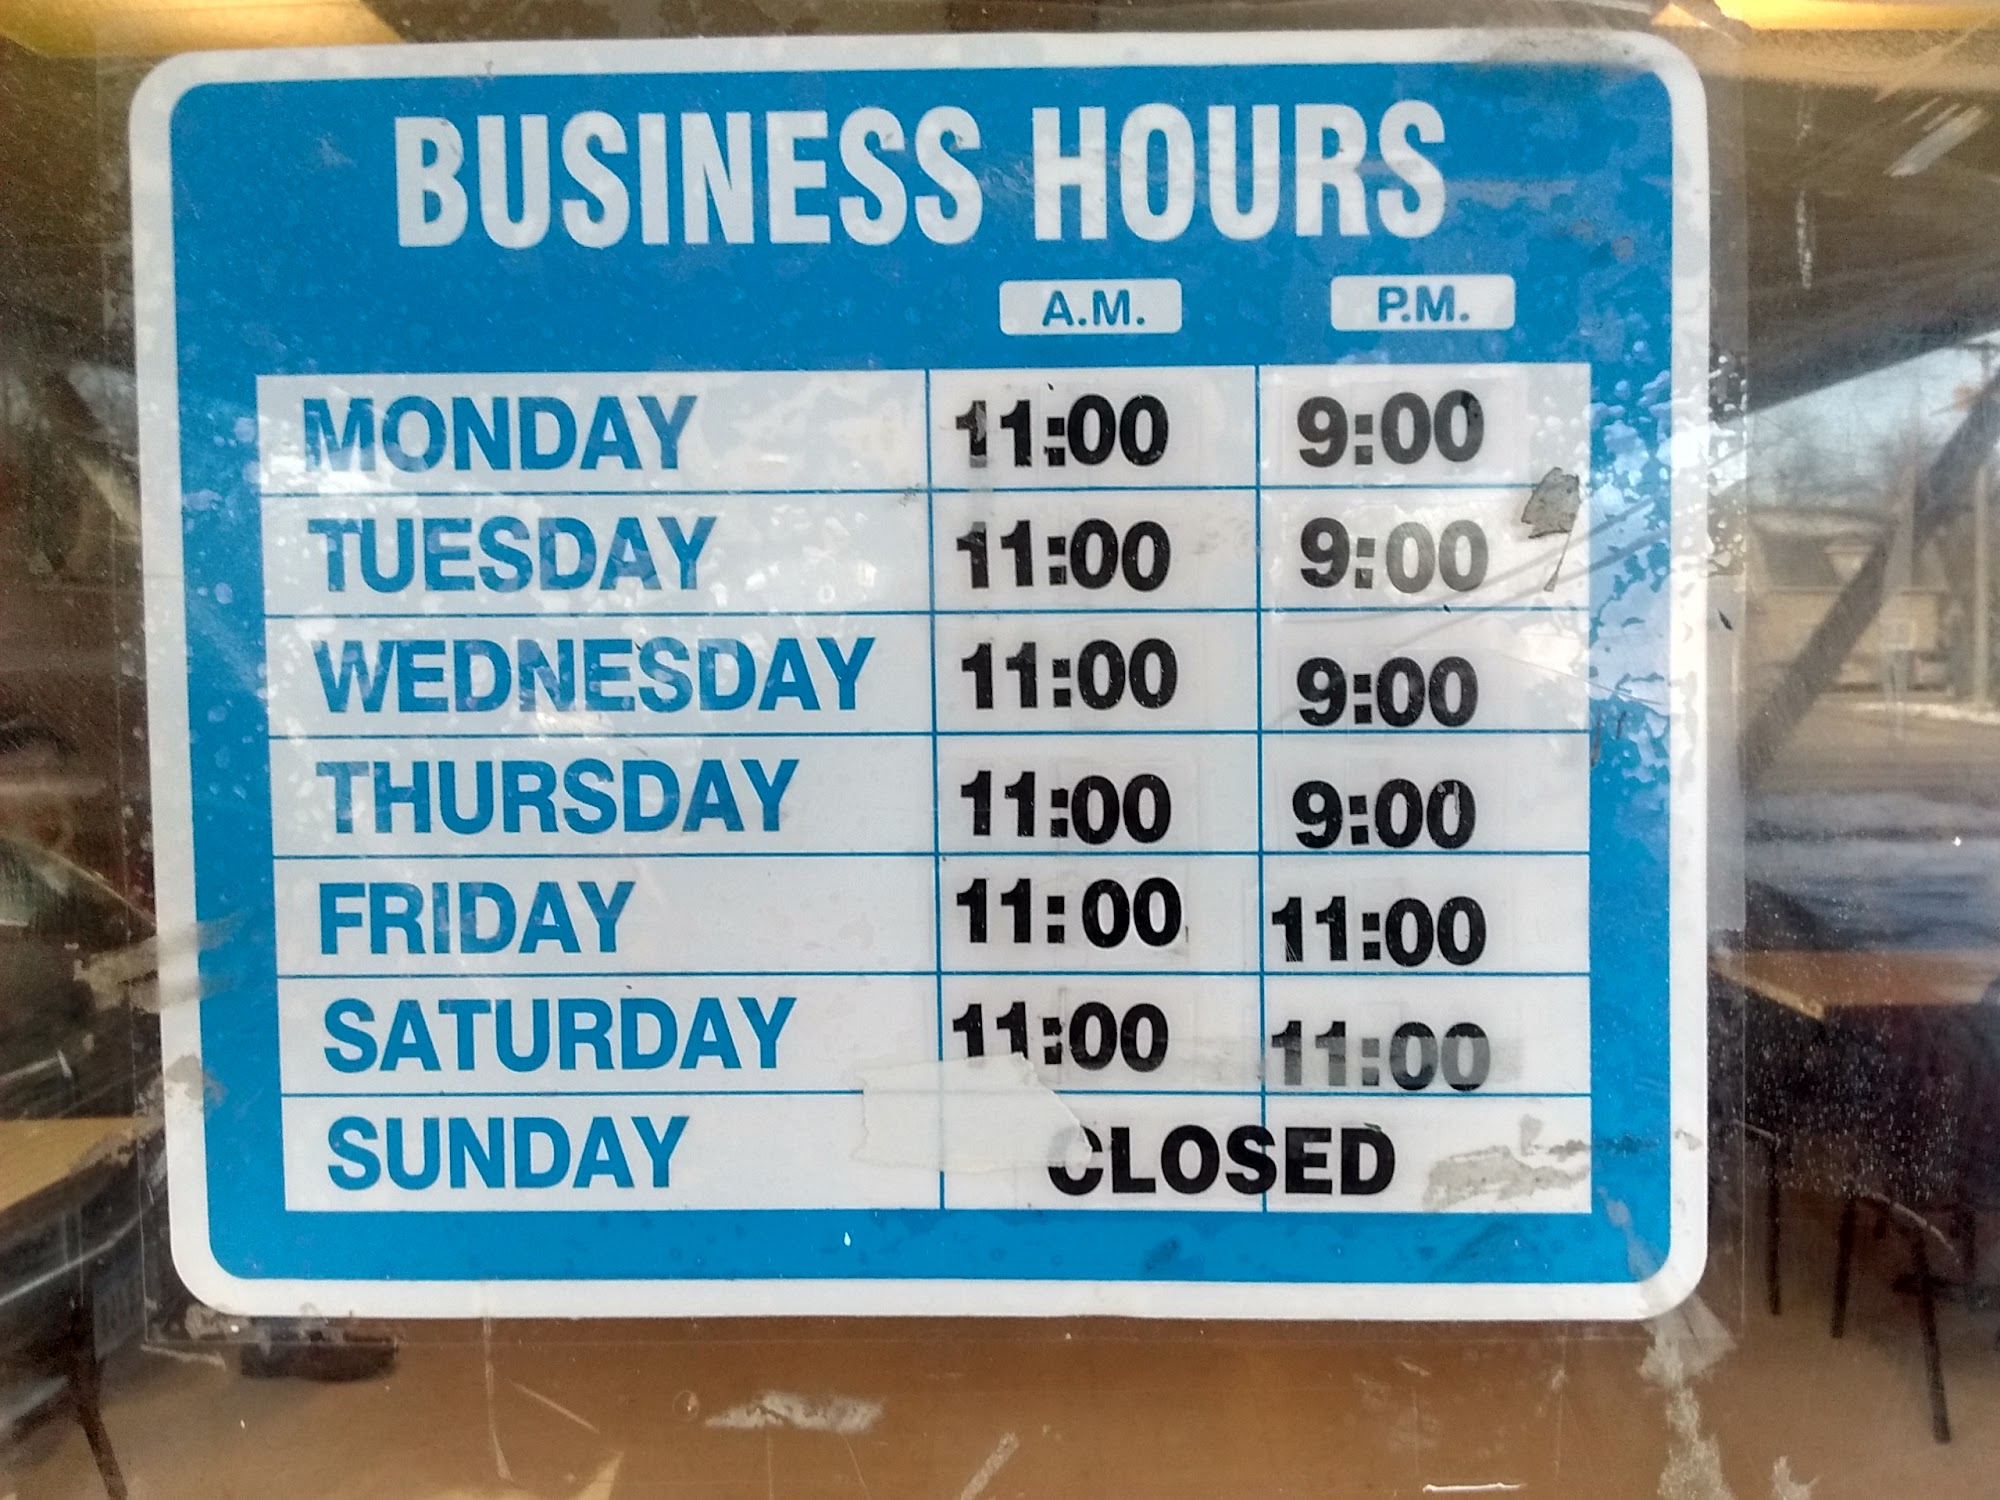 BUSINESS HOURS
A.M. P.M.
MONDAY 11:00 9:00
TUESDAY 11:00 9:00
WEDNESDAY 11:00 9:00
THURSDAY 11:00 9:00
FRIDAY 11:00 11:00
SATURDAY 11:00 11:00
SUNDAY CLOSED